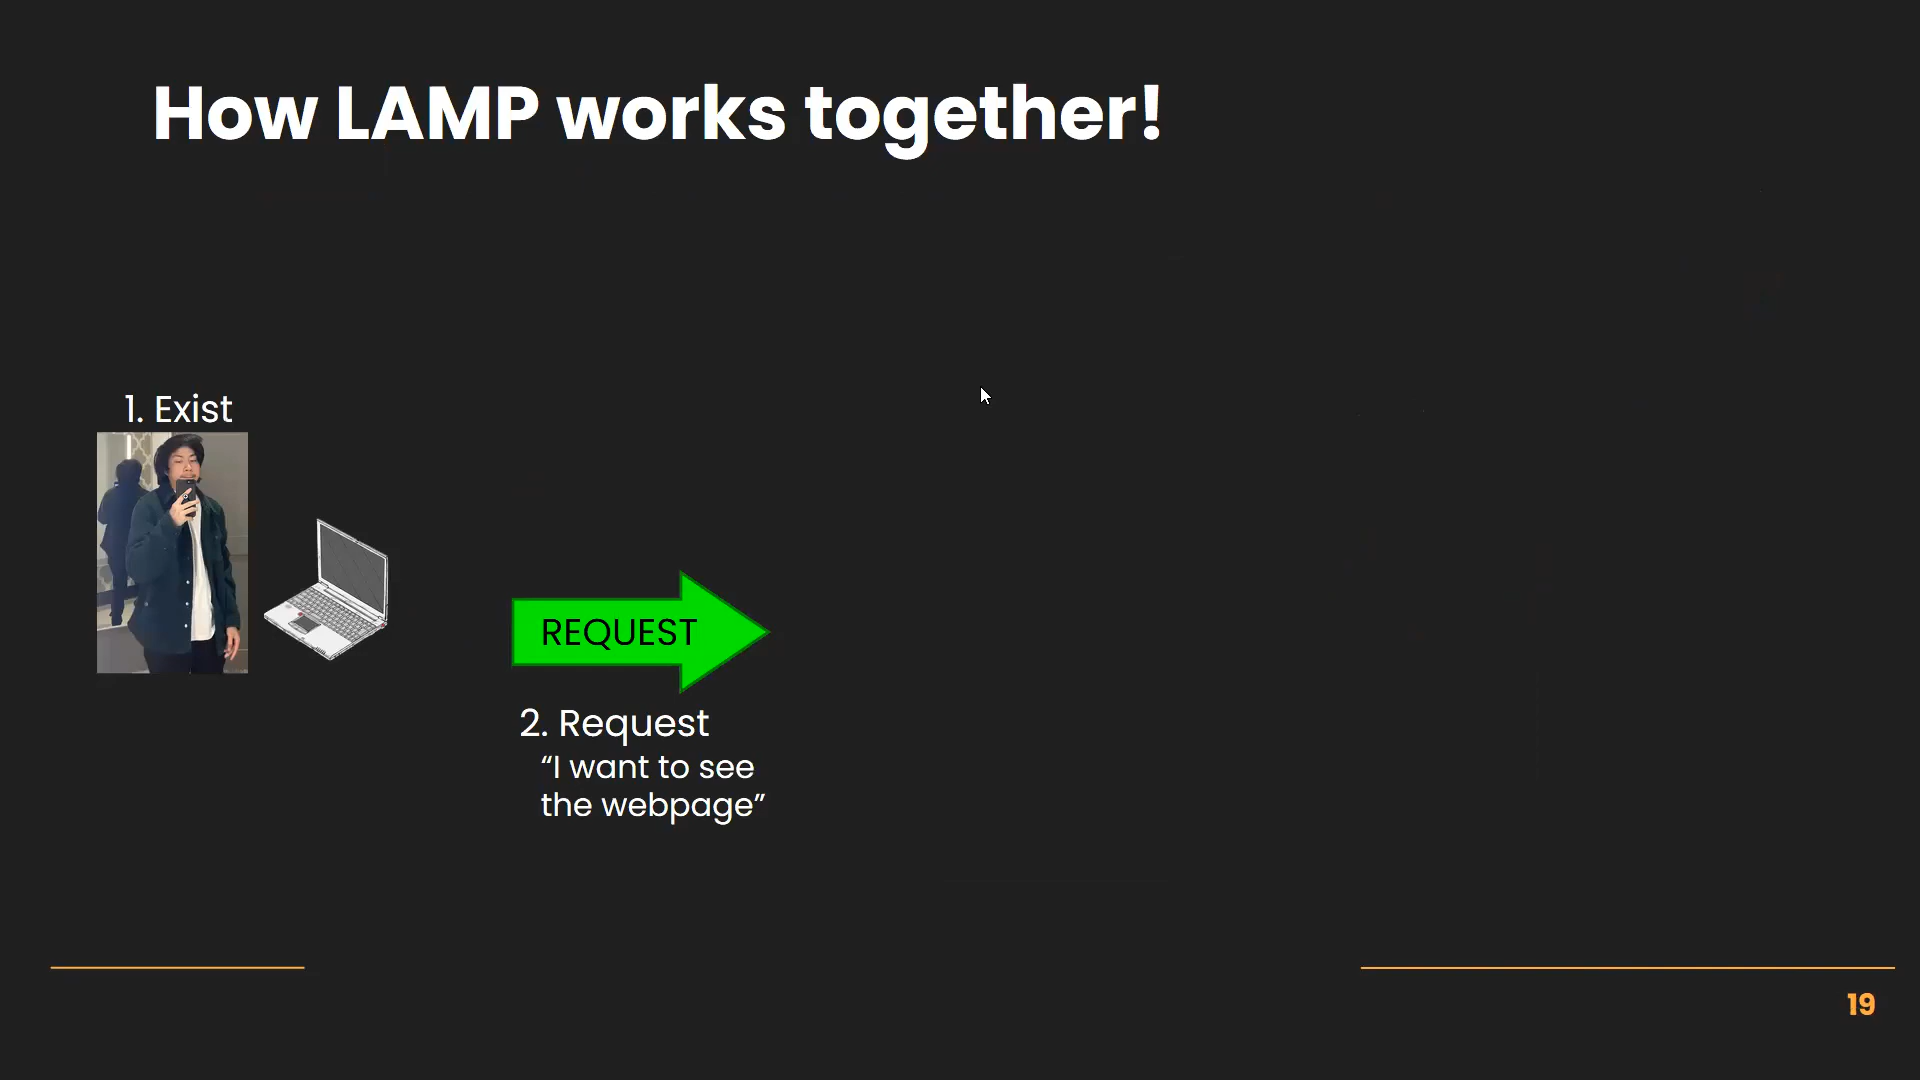 How LAMP works together!
1. Exist
REQUEST
2. Request
“I want to see
the webpage”
19